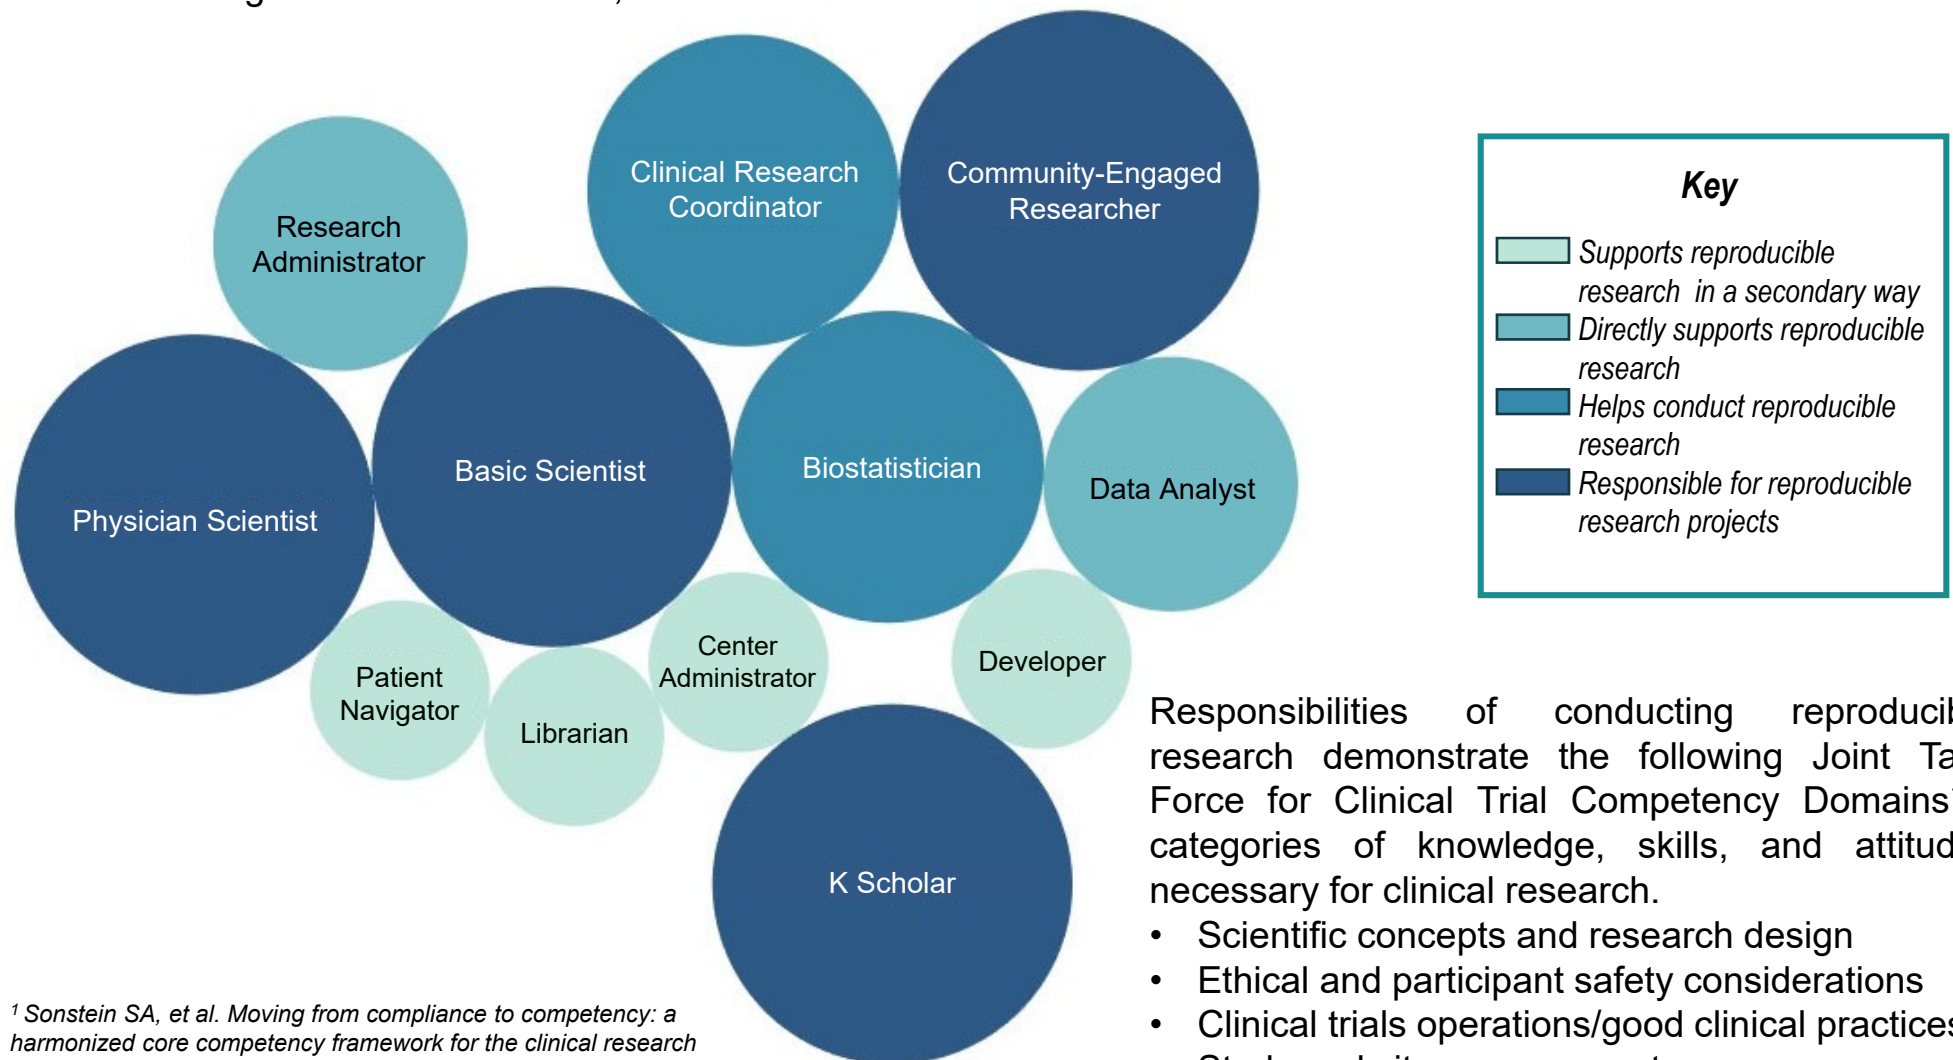 Clinical Research
Coordinator
Community-Engaged
Researcher
Research
Administrator
Basic Scientist
Biostatistician
Data Analyst
Physician Scientist
Patient
Navigator
Librarian
Center
Administrator
Developer
K Scholar
Key
Supports reproducible
research in a secondary way
Directly supports reproducible
research
Helps conduct reproducible
research
Responsible for reproducible
research projects
Responsibilities of conducting
research demonstrate the following Joint
Force for Clinical Trial Competency Domains
categories of knowledge, skills, and
necessary for clinical research.
• Scientific concepts and research design
• Ethical and participant safety considerations
• Clinical trials operations/good clinical practices
1 Sonstein SA, et al. Moving from compliance to competency: a
harmonized core competency framework for the clinical research